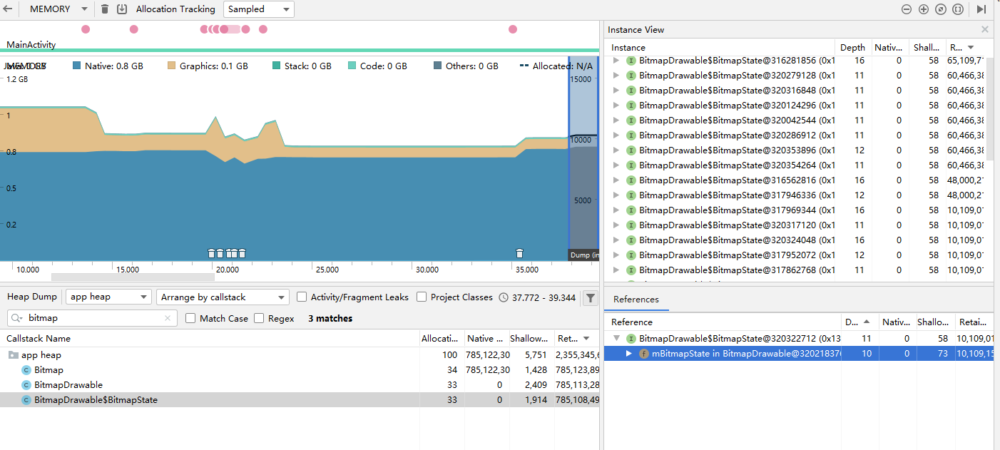 MEMORY Allocation Tracking Sampled
MainActivity
MEMORY
Native: 0.8 GB Graphics: 0.1 GB Stack: 0 GB Code: 0 GB Others: 0 GB Allocated: N/A
1.2 GB 15000
1
0.8 10000
0.5
5000
0.2
Dump (in
10.000 15.000 20.000 25.000 30.000 35.000
Heap Dump app heap Arrange by callstack Activity/Fragment Leaks Project Classes 37.772 - 39.344
bitmap Match Case Regex 3 matches
Callstack Name Allocati... Native ... Shallow... Ret...
app heap 100 785,122,30 5,751 2,355,345,6
Bitmap 34 785,122,30 1,428 785,123,89
BitmapDrawable 33 0 2,409 785,113,28
BitmapDrawable$BitmapState 33 0 1,914 785,108,49
Instance View
Instance Depth Nativ... Shall... R...
BitmapDrawable$BitmapState@316281856 (0x1 16 0 58 65,109,7
BitmapDrawable$BitmapState@320279128 (0x1 11 0 58 60,466,38
BitmapDrawable$BitmapState@320316848 (0x1 11 0 58 60,466,38
BitmapDrawable$BitmapState@320124296 (0x1 11 0 58 60,466,38
BitmapDrawable$BitmapState@320042544 (0x1 11 0 58 60,466,38
BitmapDrawable$BitmapState@320286912 (0x1 11 0 58 60,466,38
BitmapDrawable$BitmapState@320353896 (0x1 12 0 58 60,466,38
BitmapDrawable$BitmapState@320354264 (0x1 11 0 58 60,466,38
BitmapDrawable$BitmapState@316562816 (0x1 16 0 58 48,000,2
BitmapDrawable$BitmapState@317946336 (0x1 12 0 58 48,000,2
BitmapDrawable$BitmapState@317969344 (0x1 16 0 58 10,109,0
BitmapDrawable$BitmapState@320317120 (0x1 11 0 58 10,109,0
BitmapDrawable$BitmapState@320324048 (0x1 16 0 58 10,109,0
BitmapDrawable$BitmapState@317952072 (0x1 12 0 58 10,109,0
BitmapDrawable$BitmapState@317862768 (0x1 11 0 58 10,109,0
References
Reference D... Nativ... Shallo... Retai...
BitmapDrawable$BitmapState@320322712 (0x13 11 0 58 10,109,01
mBitmapState in BitmapDrawable@32021837 10 0 73 10,109,15